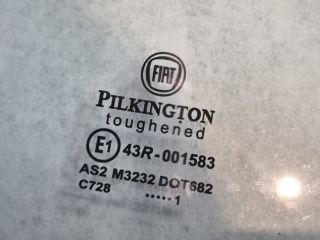 FIAT
PILKINGTON
toughened
E1 43R-001583
AS2 M3232 DOT682
C728 ..... 1